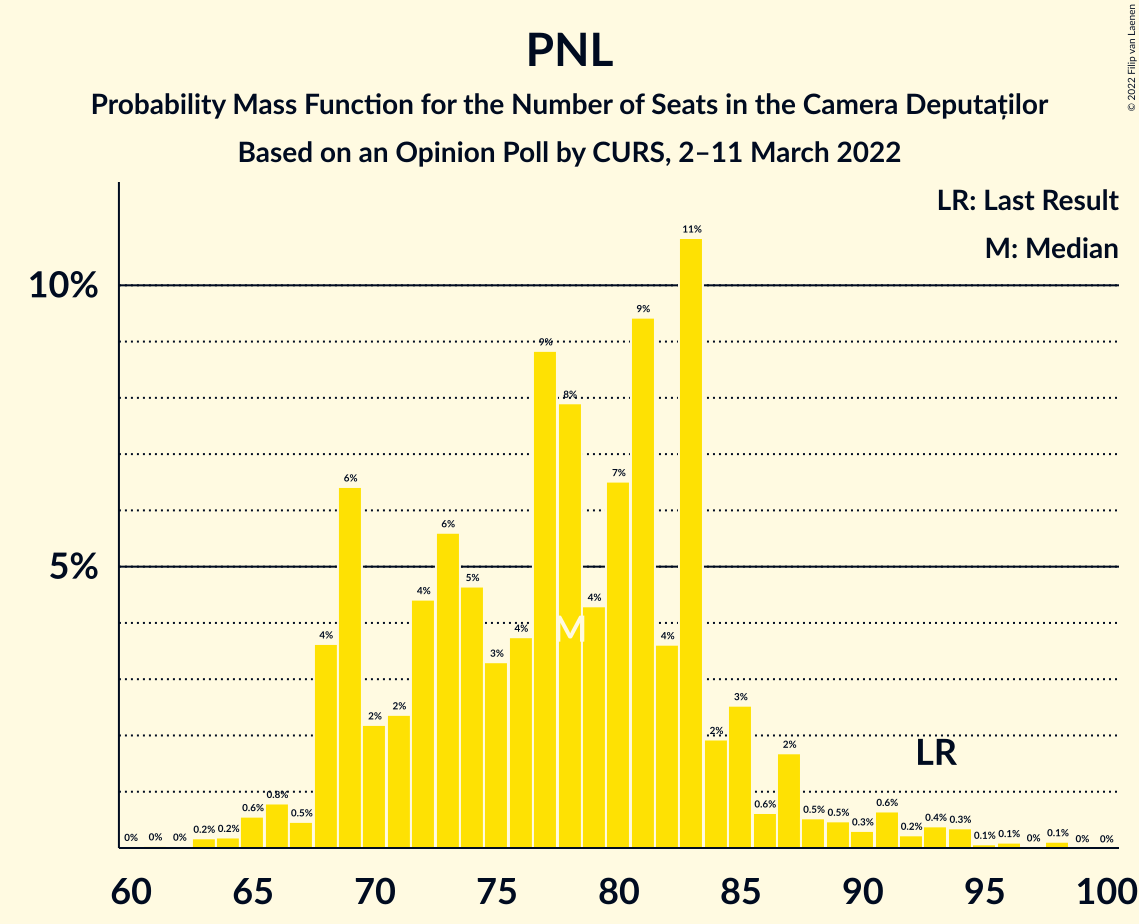 PNL
Probability Mass Function for the Number of Seats in the Camera Deputaților
Based on an Opinion Poll by CURS, 2–11 March 2022
© 2022 Filip van Laenen
LR: Last Result
M: Median
10%
5%
0% 0% 0% 0.2% 0.2% 0.6% 0.8% 0.5% 4% 6% 2% 2% 4% 6% 5% 3% 4% 9% 8% 4% 7% 9% 4% 11% 2% 3% 0.6% 2% 0.5% 0.5% 0.3% 0.6% 0.2% 0.4% 0.3% 0.1% 0.1% 0% 0.1% 0% 0%
M
LR
60 65 70 75 80 85 90 95 100